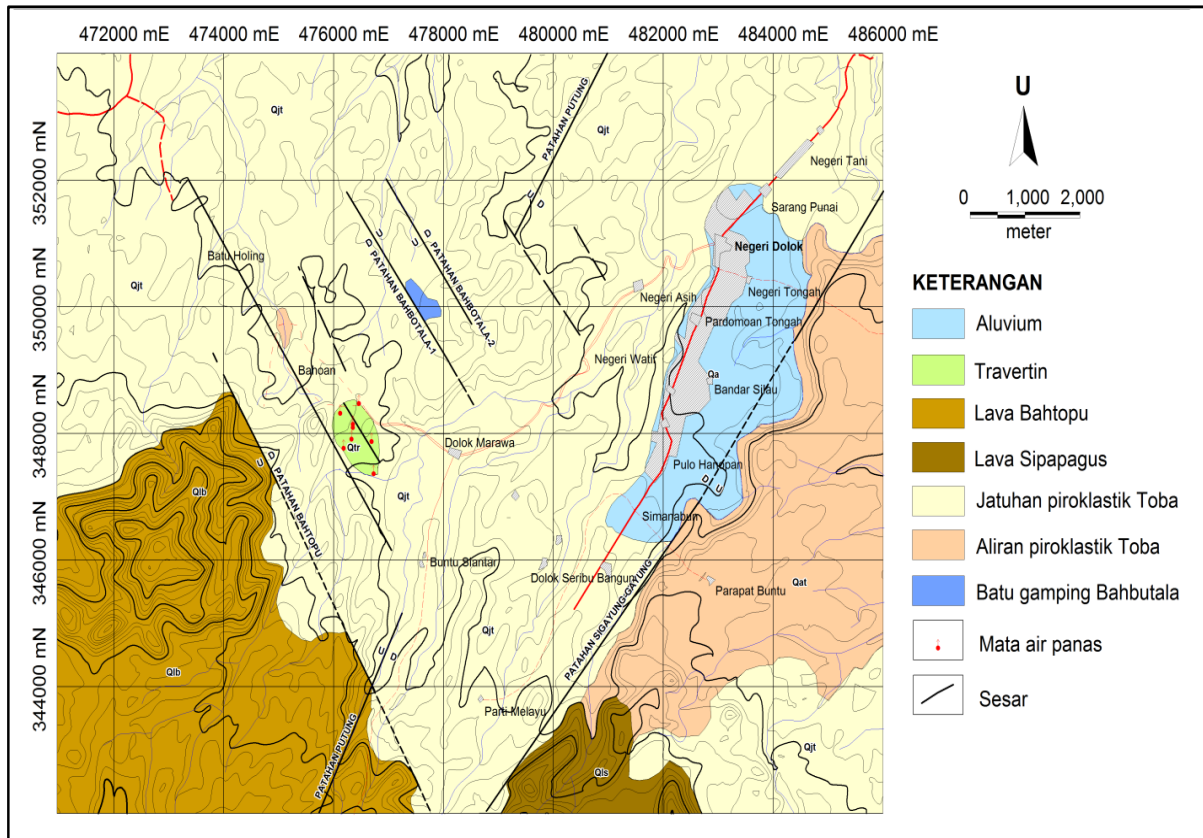 472000 mE 474000 mE 476000 mE 478000 mE 480000 mE 482000 mE 484000 mE 486000 mE
352000 mN
350000 mN
348000 mN
346000 mN
344000 mN
Qjt
PATAHAN PUTUNG
Qjt
Negeri Tani
Sarang Punai
U D
Batu Holing
U
D
U
D
PATAHAN BAHBOTALA-2
PATAHAN BAHBOTALA-1
Negeri Dolok
Qjt
Negeri Asih
Negeri Tongah
Pardomoan Tongah
Negeri Watir
Bahoan
Qa
Bandar Silau
Qtr
Dolok Marawa
Pulo Harapan
D
U
Qlb
U
D
PATAHAN BAHTOPU
Qjt
Simanabun
Buntu Siantar
Dolok Seribu Bangun
PATAHAN SIGAYUNG-GAYUNG
Parapat Buntu
Qat
U D
Qjt
Qlb
Parti Melayu
PATAHAN PUTUNG
Qls
Qjt
U
0 1,000 2,000
meter
KETERANGAN
Aluvium
Travertin
Lava Bahtopu
Lava Sipapagus
Jatuhan piroklastik Toba
Aliran piroklastik Toba
Batu gamping Bahbutala
Mata air panas
Sesar